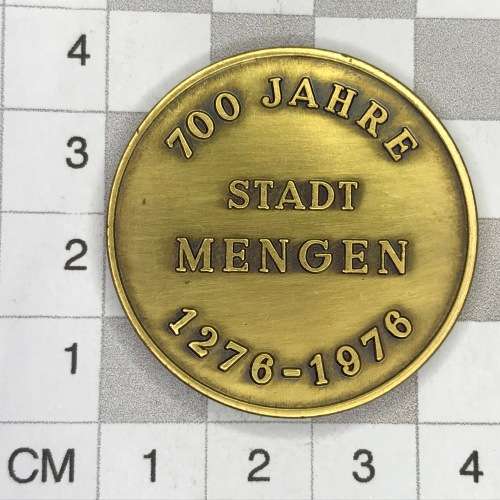 700 JAHRE
STADT
MENGEN
1276-1976
4
3
2
1
CM 1 2 3 4